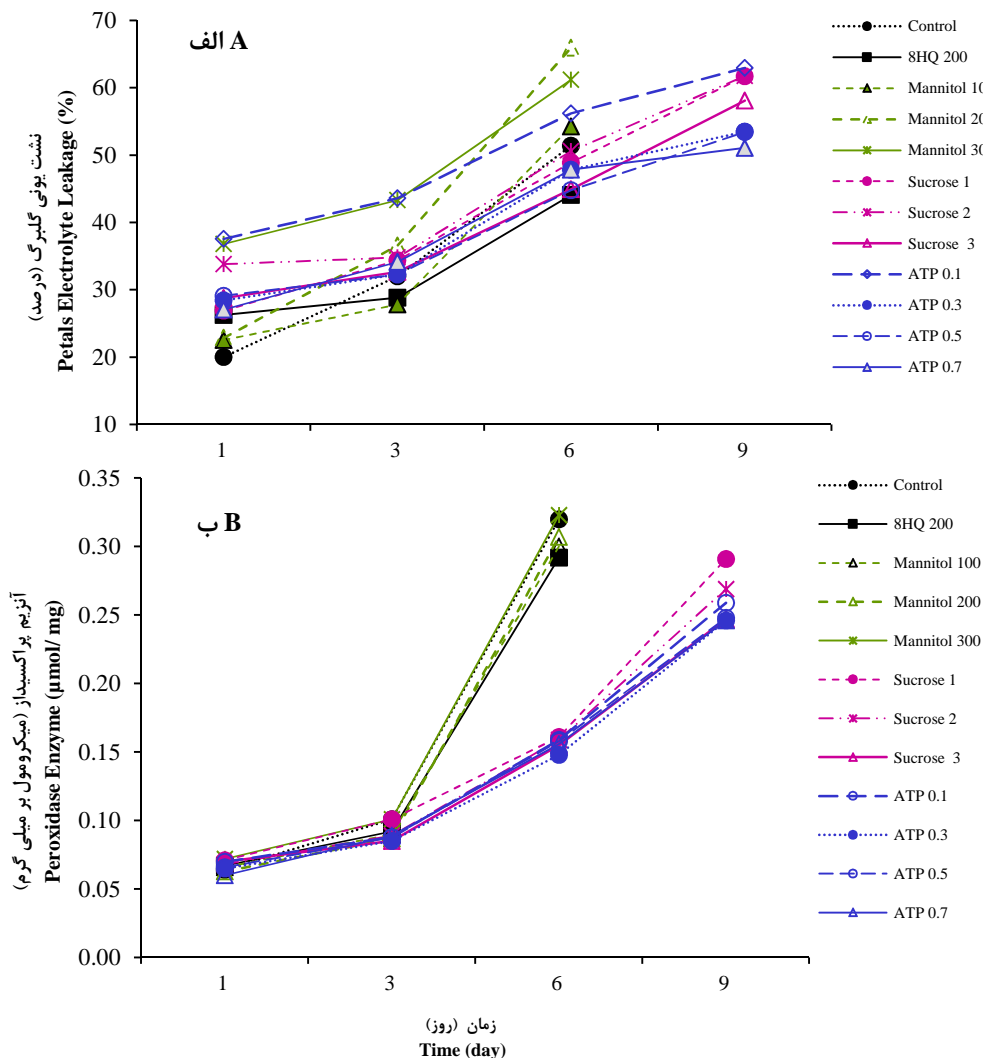 الف A
70
60
50
40
30
20
10
نشت یونی گلبرگ (درصد)
Petals Electrolyte Leakage (%)
1 3 6 9
Control
8HQ 200
Mannitol 10
Mannitol 20
Mannitol 30
Sucrose 1
Sucrose 2
Sucrose 3
ATP 0.1
ATP 0.3
ATP 0.5
ATP 0.7
ب B
0.35
0.30
0.25
0.20
0.15
0.10
0.05
0.00
آنزیم پراکسیداز (میکرومول بر میلی گرم)
Peroxidase Enzyme (µmol/ mg)
1 3 6 9
Control
8HQ 200
Mannitol 100
Mannitol 200
Mannitol 300
Sucrose 1
Sucrose 2
Sucrose 3
ATP 0.1
ATP 0.3
ATP 0.5
ATP 0.7
زمان (روز)
Time (day)